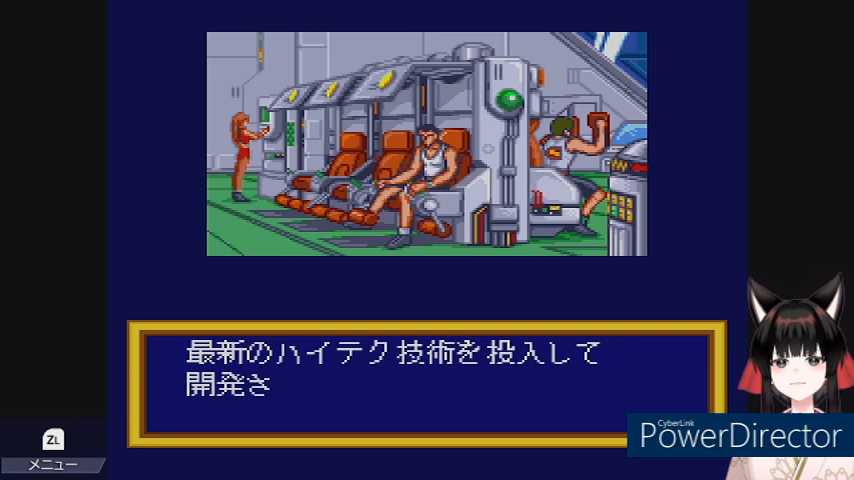 最新のハイテク技術を投入して
開発さ
CyberLink
PowerDirector
ZL
メニュー